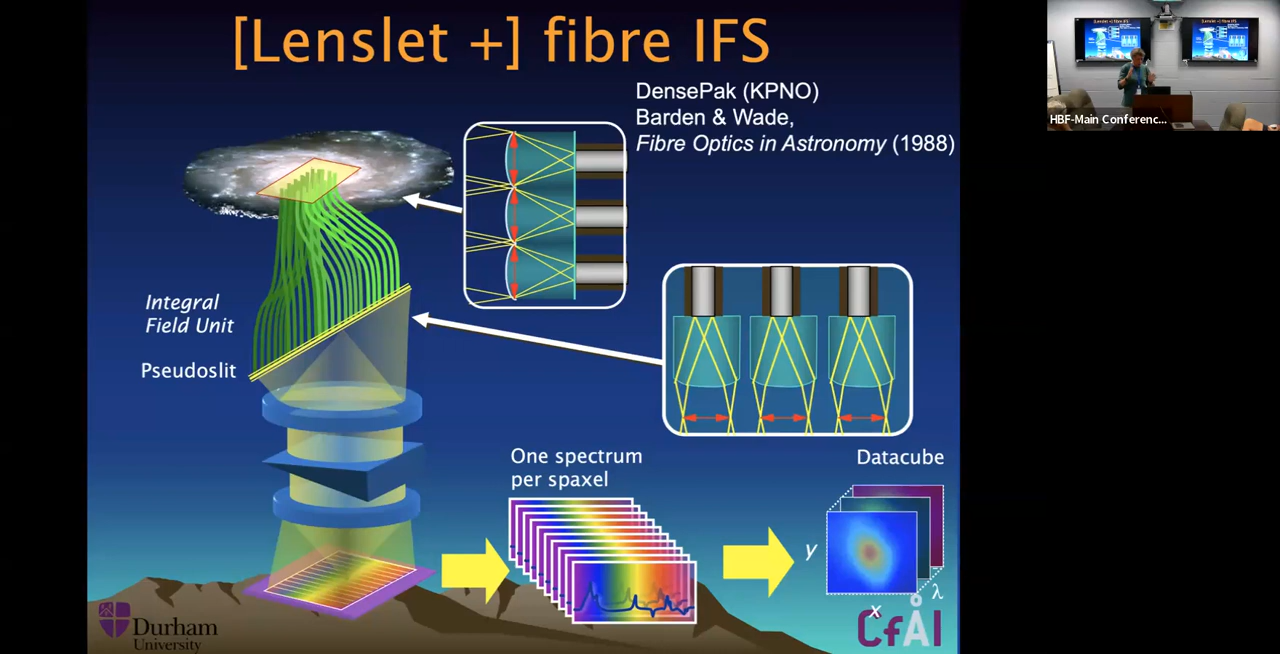 [Lenslet +] fibre IFS
DensePak (KPNO)
Barden & Wade,
Fibre Optics in Astronomy (1988)
HBF-Main Conferenc...
Integral
Field Unit
Pseudoslit
One spectrum
per spaxel
Datacube
y
λ
x
Durham
University
CfAI